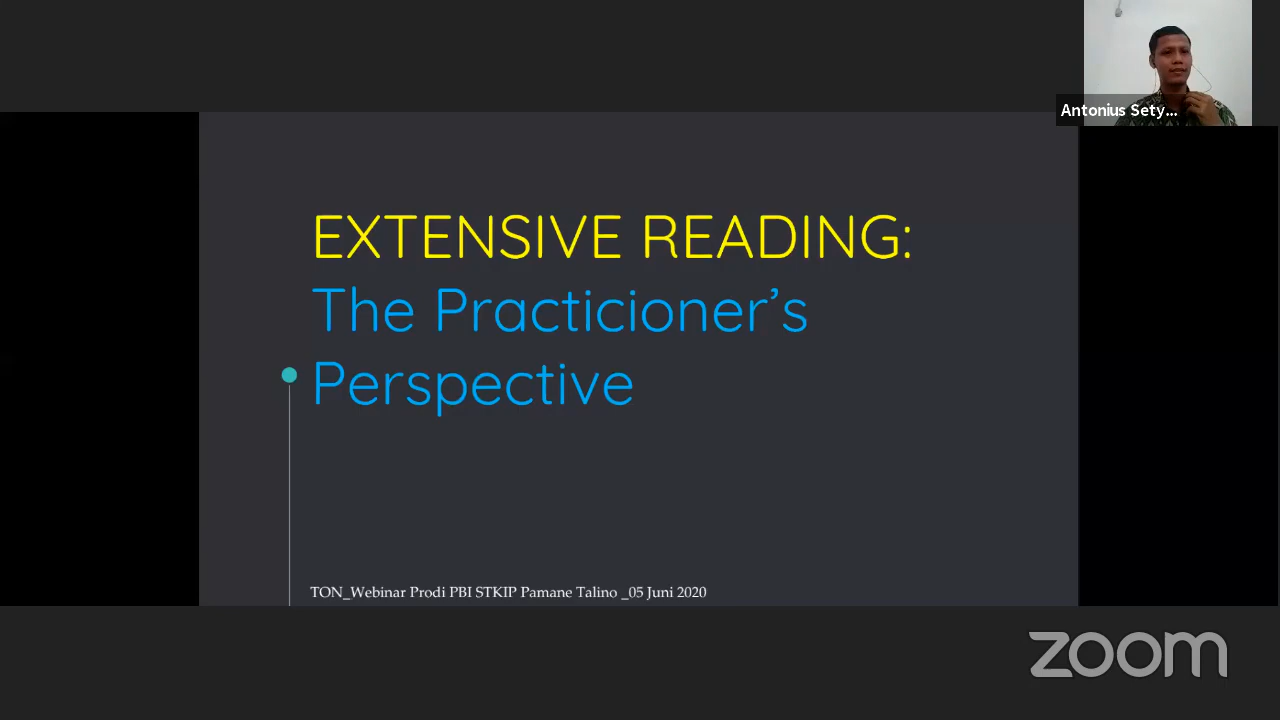 Antonius Sety...
EXTENSIVE READING:
The Practicioner’s
Perspective
TON_Webinar Prodi PBI STKIP Pamane Talino _05 Juni 2020
zoom